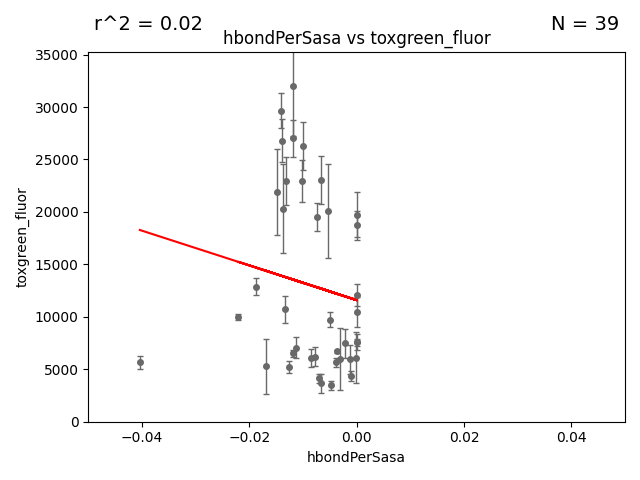 r^2 = 0.02
N = 39
hbondPerSasa vs toxgreen_fluor
toxgreen_fluor
35000
30000
25000
20000
15000
10000
5000
0
−0.04
−0.02
0.00
0.02
0.04
hbondPerSasa